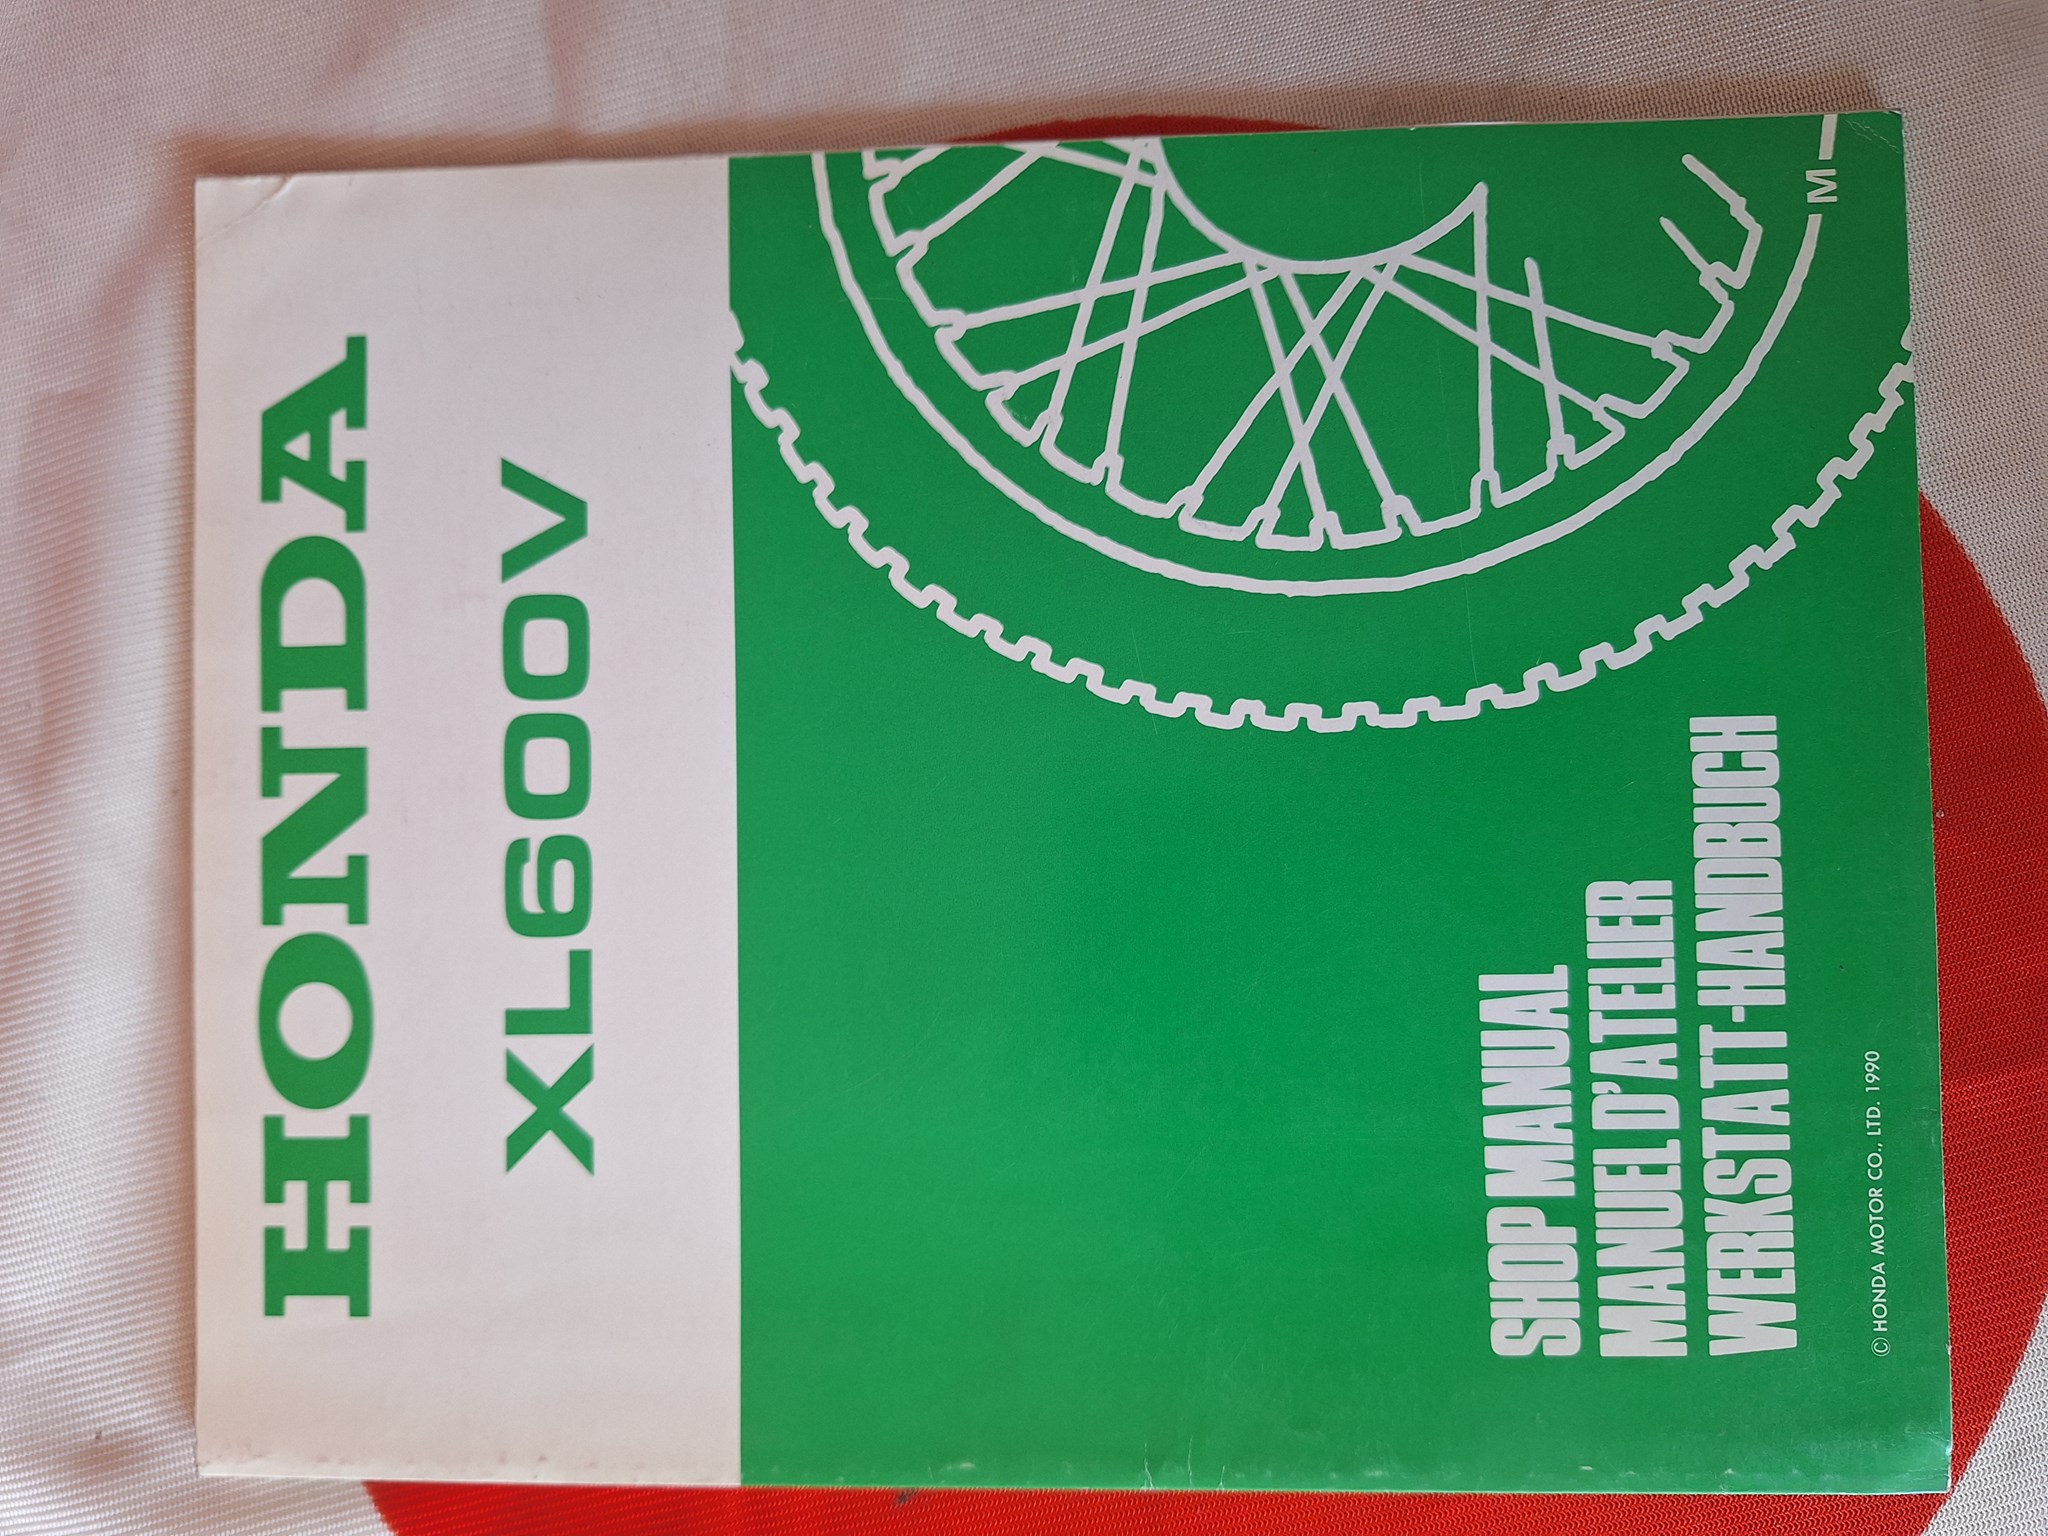 HONDA
XL600V
M
SHOP MANUAL
MANUEL D'ATELIER
WERKSTATT-HANDBUCH
© HONDA MOTOR CO., LTD. 1990